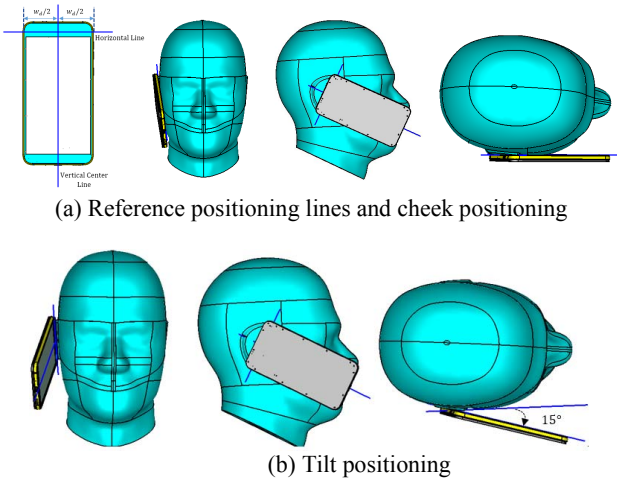 w_d/2 w_d/2
Horizontal Line
Vertical Center
Line
(a) Reference positioning lines and cheek positioning
15°
(b) Tilt positioning